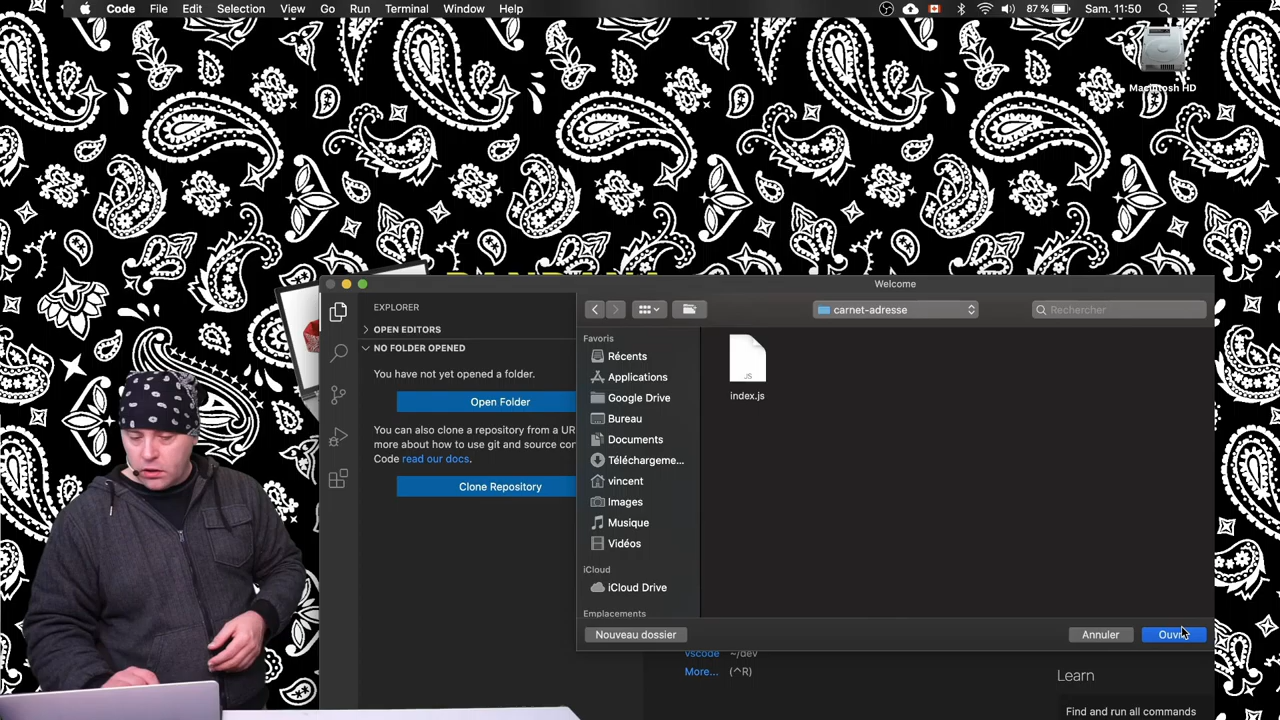 Code File Edit Selection View Go Run Terminal Window Help 87 % Sam. 11:50
Macintosh HD
Welcome
EXPLORER
OPEN EDITORS
NO FOLDER OPENED
You have not yet opened a folder.
Open Folder
You can also clone a repository from a UR
more about how to use git and source con
Code read our docs.
Clone Repository
carnet-adresse
Rechercher
Favoris
Récents
Applications
Google Drive
Bureau
Documents
Téléchargeme...
vincent
Images
Musique
Vidéos
iCloud
iCloud Drive
Emplacements
JS
index.js
Nouveau dossier
Annuler
vscode ~/dev
More... (^R)
Learn
Find and run all commands